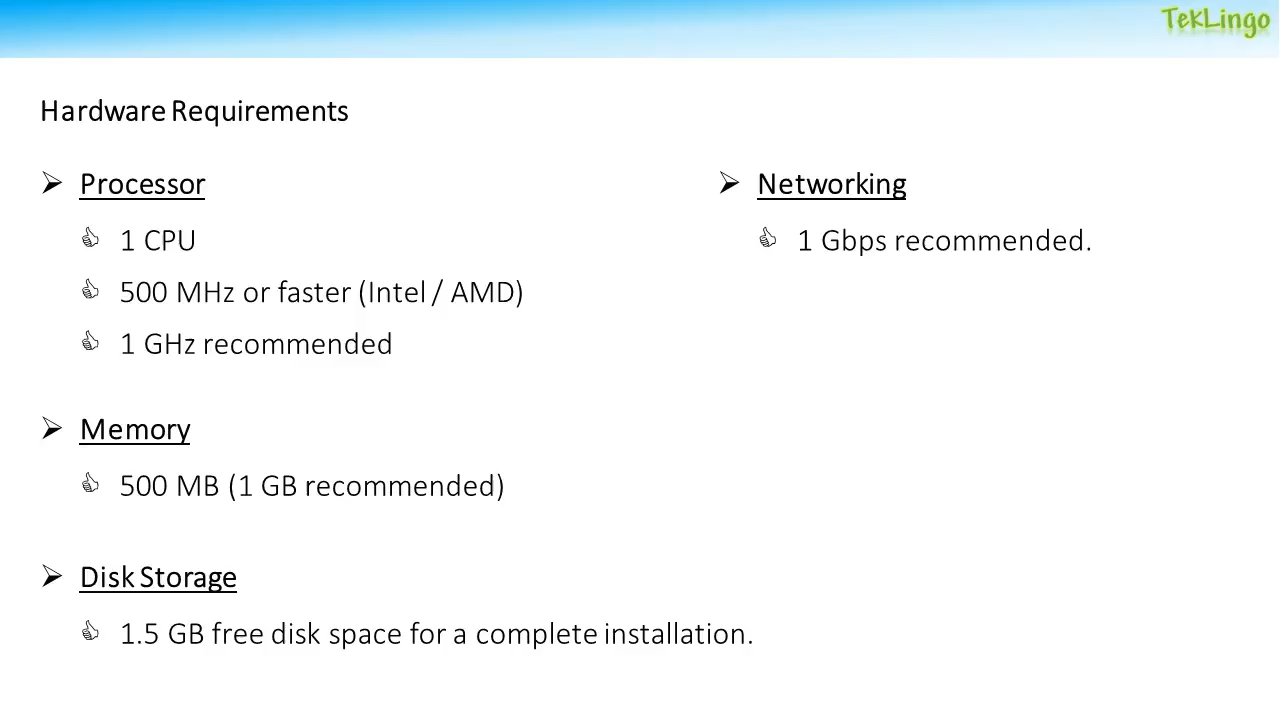 TekLingo
Hardware Requirements
Processor
1 CPU
500 MHz or faster (Intel / AMD)
1 GHz recommended
Memory
500 MB (1 GB recommended)
Disk Storage
1.5 GB free disk space for a complete installation.
Networking
1 Gbps recommended.